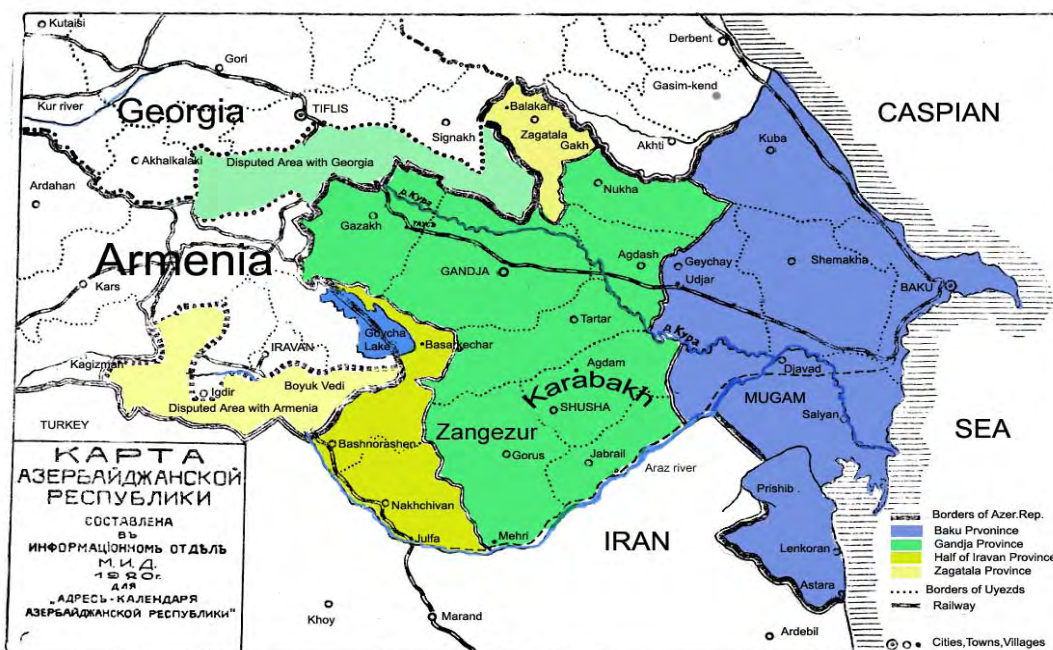 Kutaisi
Gori
Derbent
Gasim-kend
CASPIAN
Kur river
Georgia
TIFLIS
Balakan
Zagatala
Gakh
Signakh
Akhti
Kuba
Akhalkalaki
Disputed Area with Georgia
Nukha
Ardahan
р.Кура
Gazakh
таусъ
Armenia
GANDJA
Agdash
Geychay
Shemakha
Udjar
BAKU
Kars
Goycha
Lake
Tartar
р.Кура
IRAVAN
Basarkechar
Kagizman
Agdam
Djavad
Igdir
Boyuk Vedi
Karabakh
MUGAM
Disputed Area with Armenia
SHUSHA
Salyan
TURKEY
Zangezur
SEA
Bashnorashen
Gorus
Jabrail
Araz river
Prishib
Nakhchivan
IRAN
Julfa
Mehri
Lenkoran
Astara
Khoy
Marand
Ardebil
КАРТА
АЗЕРБАЙДЖАНСКОЙ
РЕСПУБЛИКИ
СОСТАВЛЕНА
ВЪ
ИНФОРМАЦIОННОМЪ ОТДѢЛѢ
М.И.Д.
1920г.
ДЛЯ
„АДРЕСЪ-КАЛЕНДАРЯ
АЗЕРБАЙДЖАНСКОЙ РЕСПУБЛИКИ"
Borders of Azer.Rep.
Baku Prvonince
Gandja Province
Half of Iravan Province
Zagatala Province
Borders of Uyezds
Railway
Cities,Towns,Villages